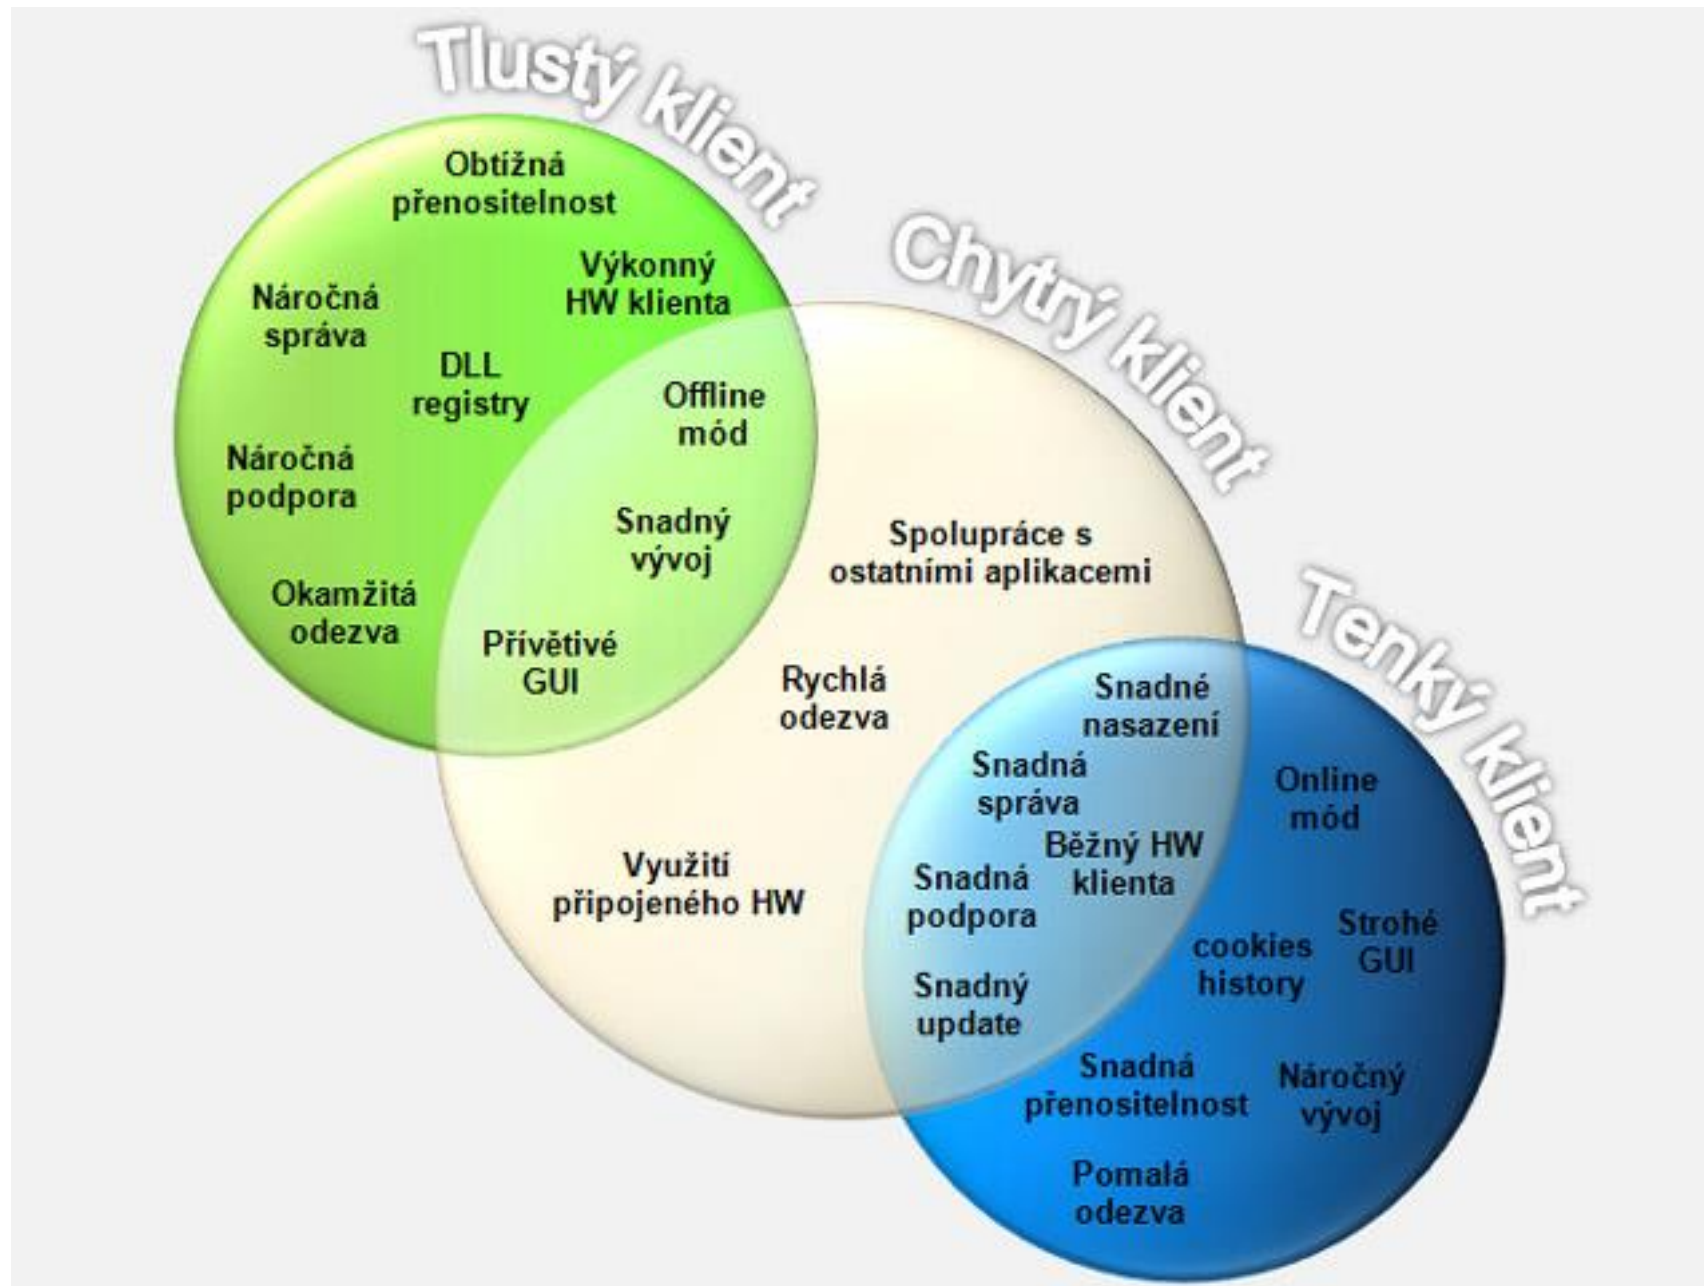 Tlustý klient
Obtížná
přenositelnost
Výkonný
HW klienta
Náročná
správa
DLL
registry
Náročná
podpora
Okamžitá
odezva
Offline
mód
Snadný
vývoj
Přívětivé
GUI
Chytrý klient
Spolupráce s
ostatními aplikacemi
Rychlá
odezva
Využití
připojeného HW
Snadné
nasazení
Snadná
správa
Běžný HW
klienta
Snadná
podpora
Snadný
update
Tenký klient
Online
mód
Strohé
GUI
cookies
history
Snadná
přenositelnost
Náročný
vývoj
Pomalá
odezva